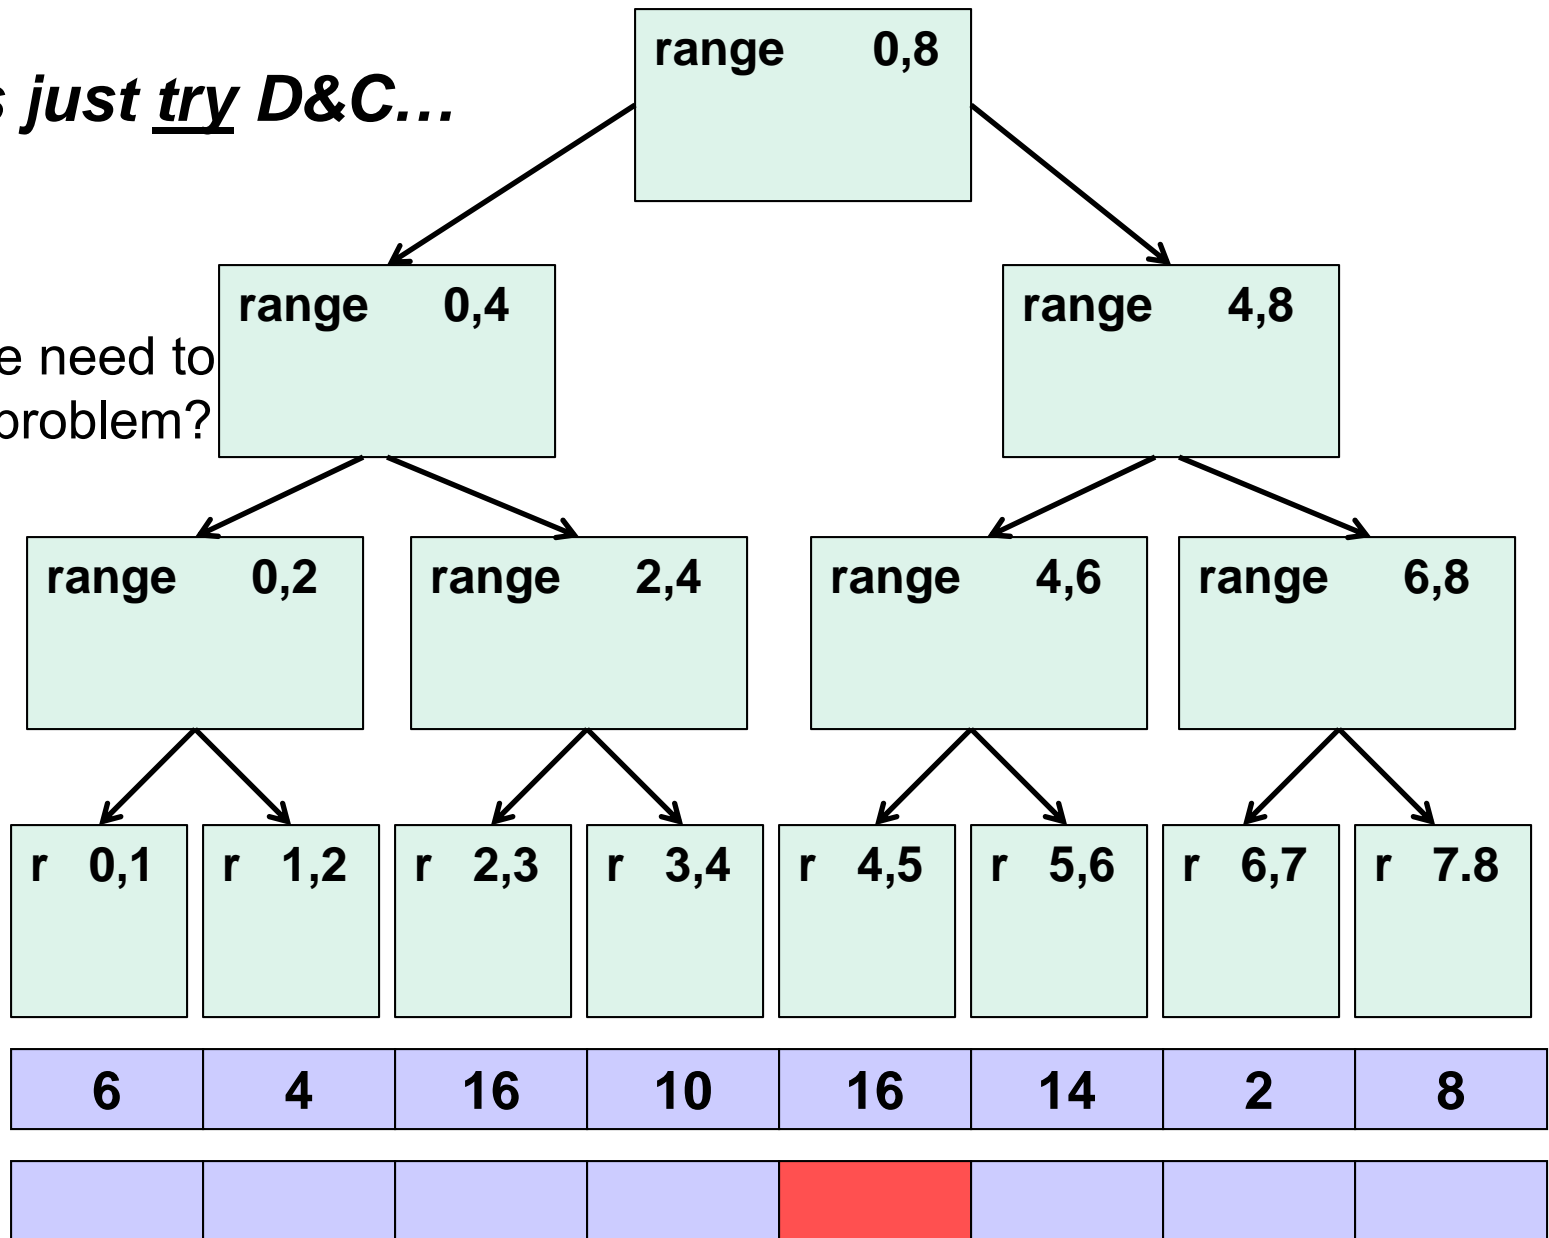 range 0,8
s just try D&C…
range 0,4
range 4,8
e need to
problem?
range 0,2
range 2,4
range 4,6
range 6,8
r 0,1
r 1,2
r 2,3
r 3,4
r 4,5
r 5,6
r 6,7
r 7.8
6 4 16 10 16 14 2 8